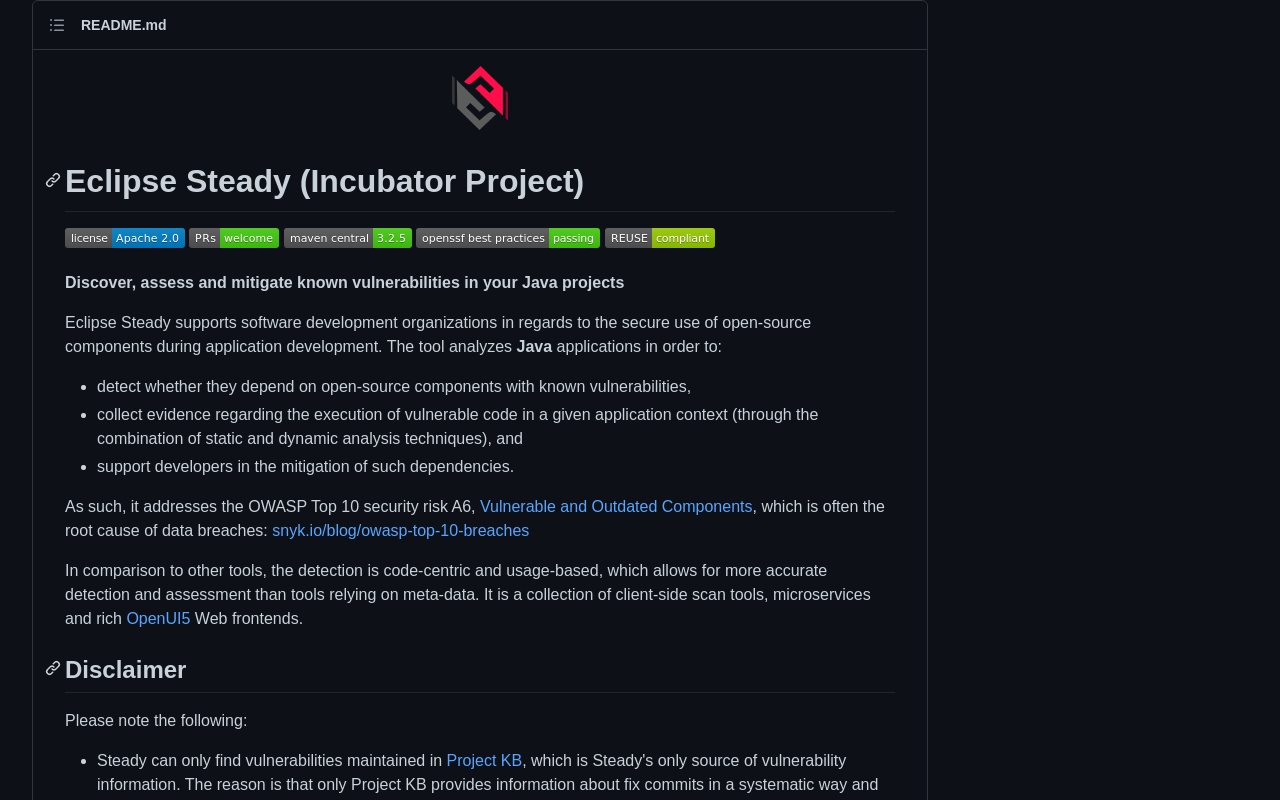 README.md
Eclipse Steady (Incubator Project)
license Apache 2.0 PRs welcome maven central 3.2.5 openssf best practices passing REUSE compliant
Discover, assess and mitigate known vulnerabilities in your Java projects
Eclipse Steady supports software development organizations in regards to the secure use of open-source
components during application development. The tool analyzes Java applications in order to:
detect whether they depend on open-source components with known vulnerabilities,
collect evidence regarding the execution of vulnerable code in a given application context (through the
combination of static and dynamic analysis techniques), and
support developers in the mitigation of such dependencies.
As such, it addresses the OWASP Top 10 security risk A6, Vulnerable and Outdated Components, which is often the
root cause of data breaches: snyk.io/blog/owasp-top-10-breaches
In comparison to other tools, the detection is code-centric and usage-based, which allows for more accurate
detection and assessment than tools relying on meta-data. It is a collection of client-side scan tools, microservices
and rich OpenUI5 Web frontends.
Disclaimer
Please note the following:
Steady can only find vulnerabilities maintained in Project KB, which is Steady's only source of vulnerability
information. The reason is that only Project KB provides information about fix commits in a systematic way and